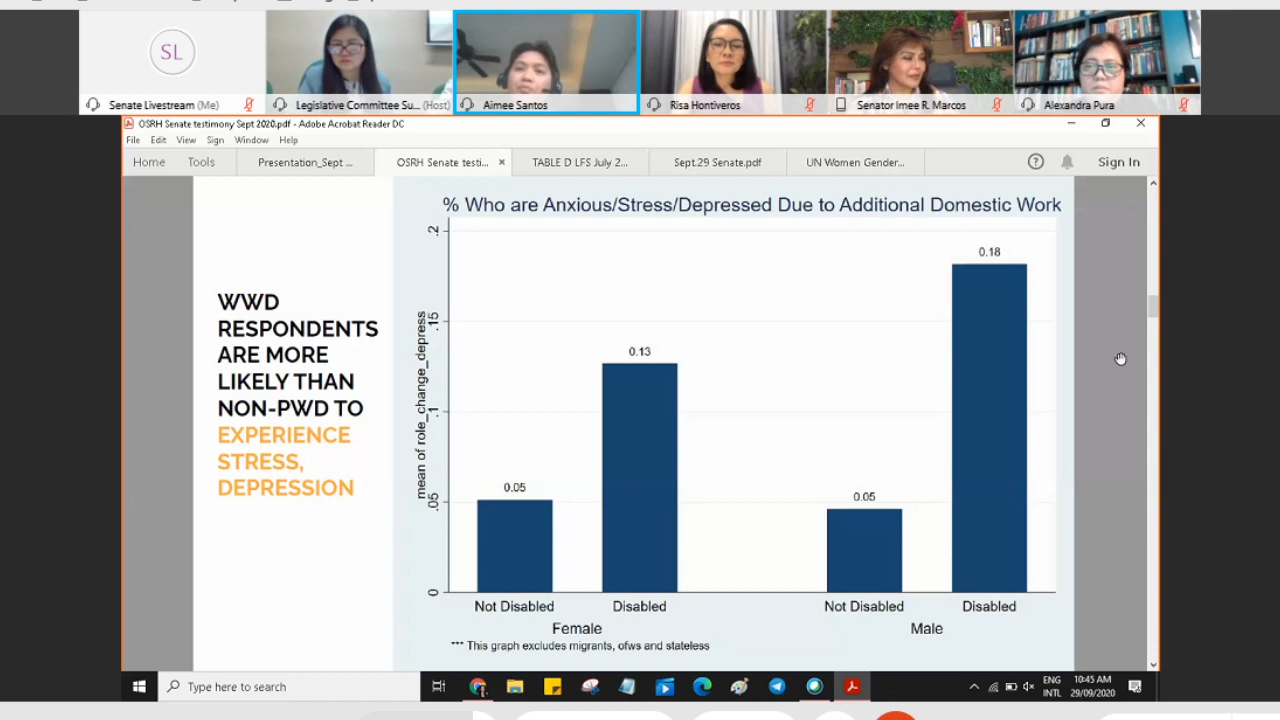 SL
Senate Livestream (Me)
Legislative Committee Su... (Host)
Aimee Santos
Risa Hontiveros
Senator Imee R. Marcos
Alexandra Pura
OSRH Senate testimony Sept 2020.pdf - Adobe Acrobat Reader DC
File Edit View Sign Window Help
Home Tools Presentation_Sept ... OSRH Senate testi... × TABLE D LFS July 2... Sept.29 Senate.pdf UN Women Gender... Sign In
WWD
RESPONDENTS
ARE MORE
LIKELY THAN
NON-PWD TO
EXPERIENCE
STRESS,
DEPRESSION
% Who are Anxious/Stress/Depressed Due to Additional Domestic Work
mean of role_change_depress
.2
.15
.1
.05
0
0.05
0.13
0.05
0.18
Not Disabled Disabled Not Disabled Disabled
Female Male
*** This graph excludes migrants, ofws and stateless
Type here to search
ENG
INTL
10:45 AM
29/09/2020